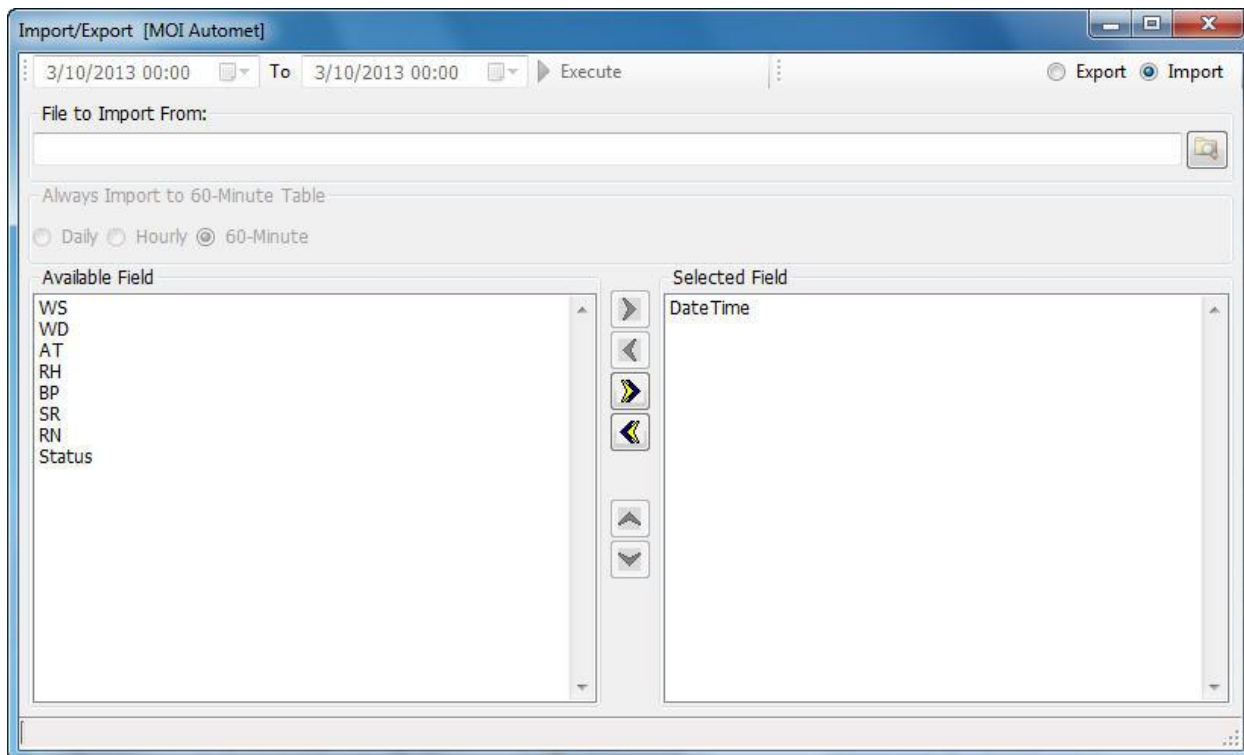 Import/Export [MOI Automet]
3/10/2013 00:00 To 3/10/2013 00:00 Execute Export Import
File to Import From:
Always Import to 60-Minute Table
Daily Hourly 60-Minute
Available Field
WS
WD
AT
RH
BP
SR
RN
Status
Selected Field
DateTime